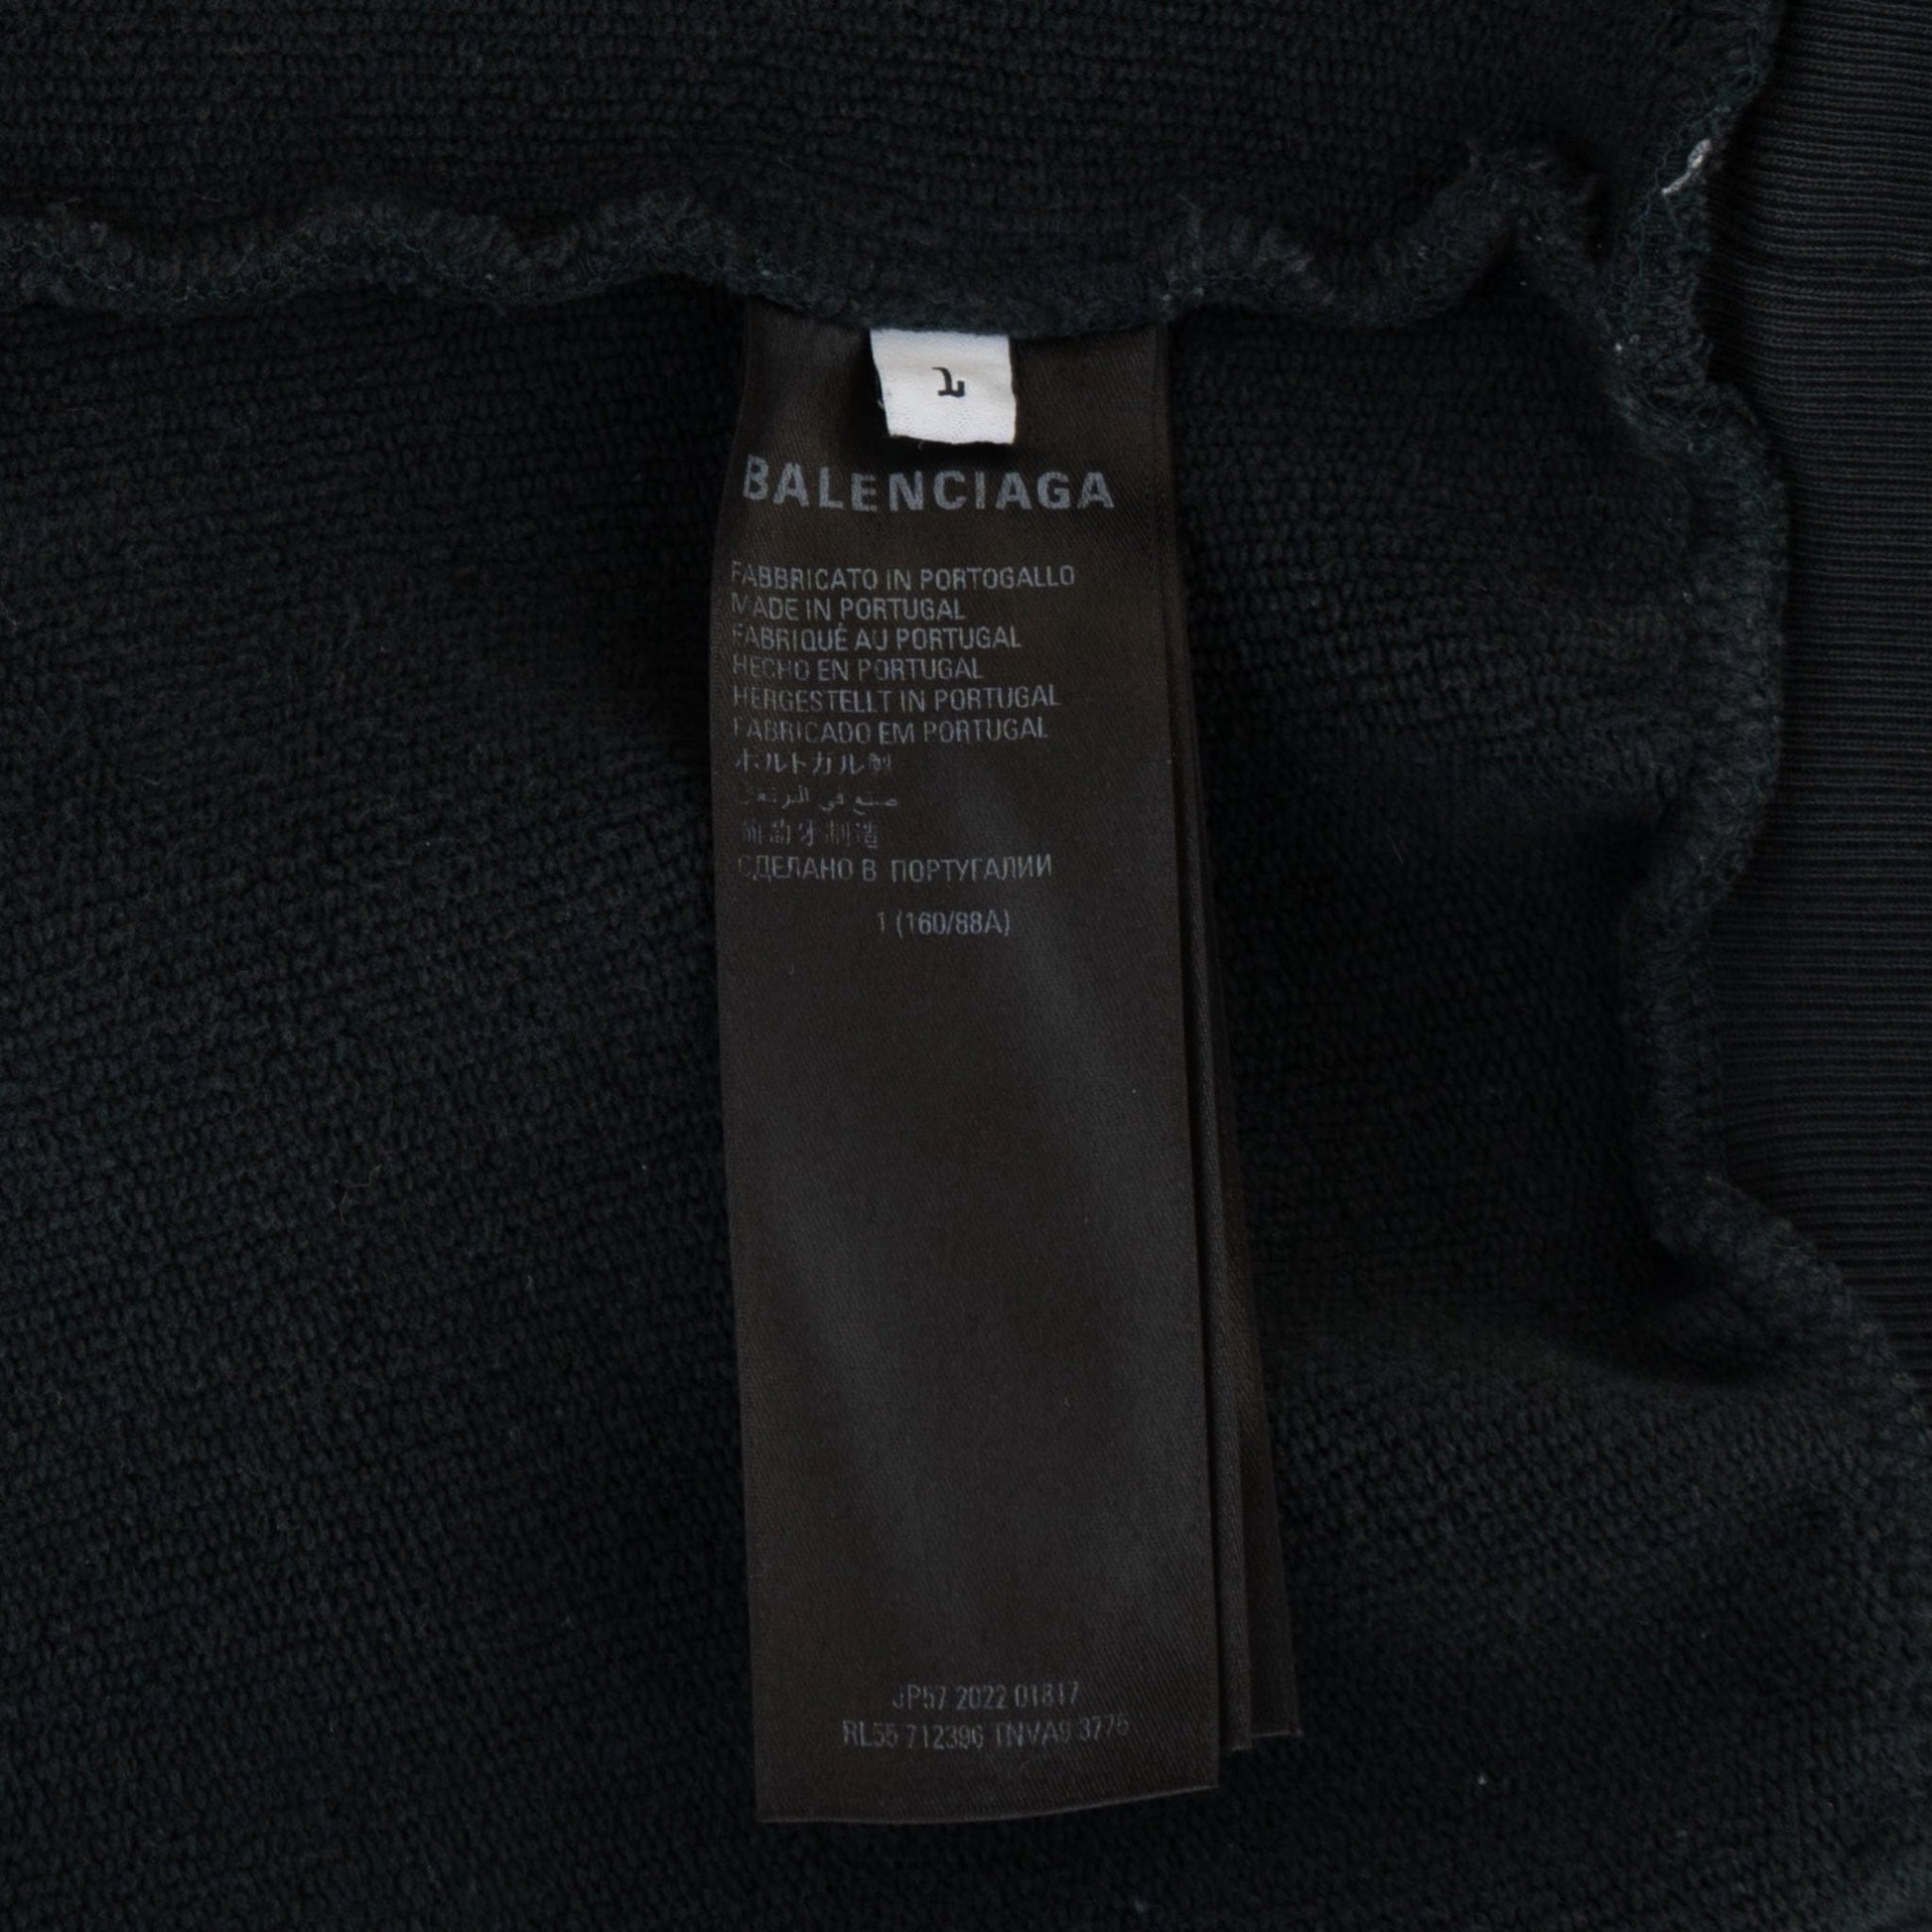 1
BALENCIAGA
FABBRICATO IN PORTOGALLO
MADE IN PORTUGAL
FABRIQUÉ AU PORTUGAL
HECHO EN PORTUGAL
HERGESTELLT IN PORTUGAL
FABRICADO EM PORTUGAL
ポルトガル製
صنع في البرتغال
葡萄牙制造
СДЕЛАНО В ПОРТУГАЛИИ
1 (160/88A)
JP57 2022 01817
RL55 712396 TNVA9 3775